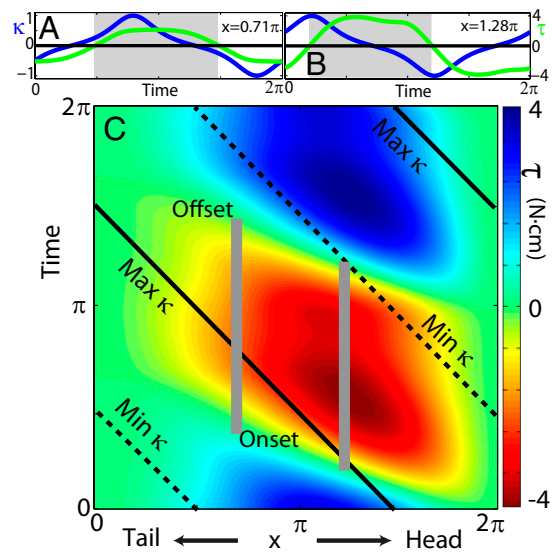 κ A x=0.71π B x=1.28π τ
1
0
-1
4
0
-4
0 Time 2π Time 2π
2π C Max κ 4
Offset
τ (N·cm)
Time
Max κ
π 0
Min κ
Min κ
Onset
0 -4
0 π 2π
Tail x Head